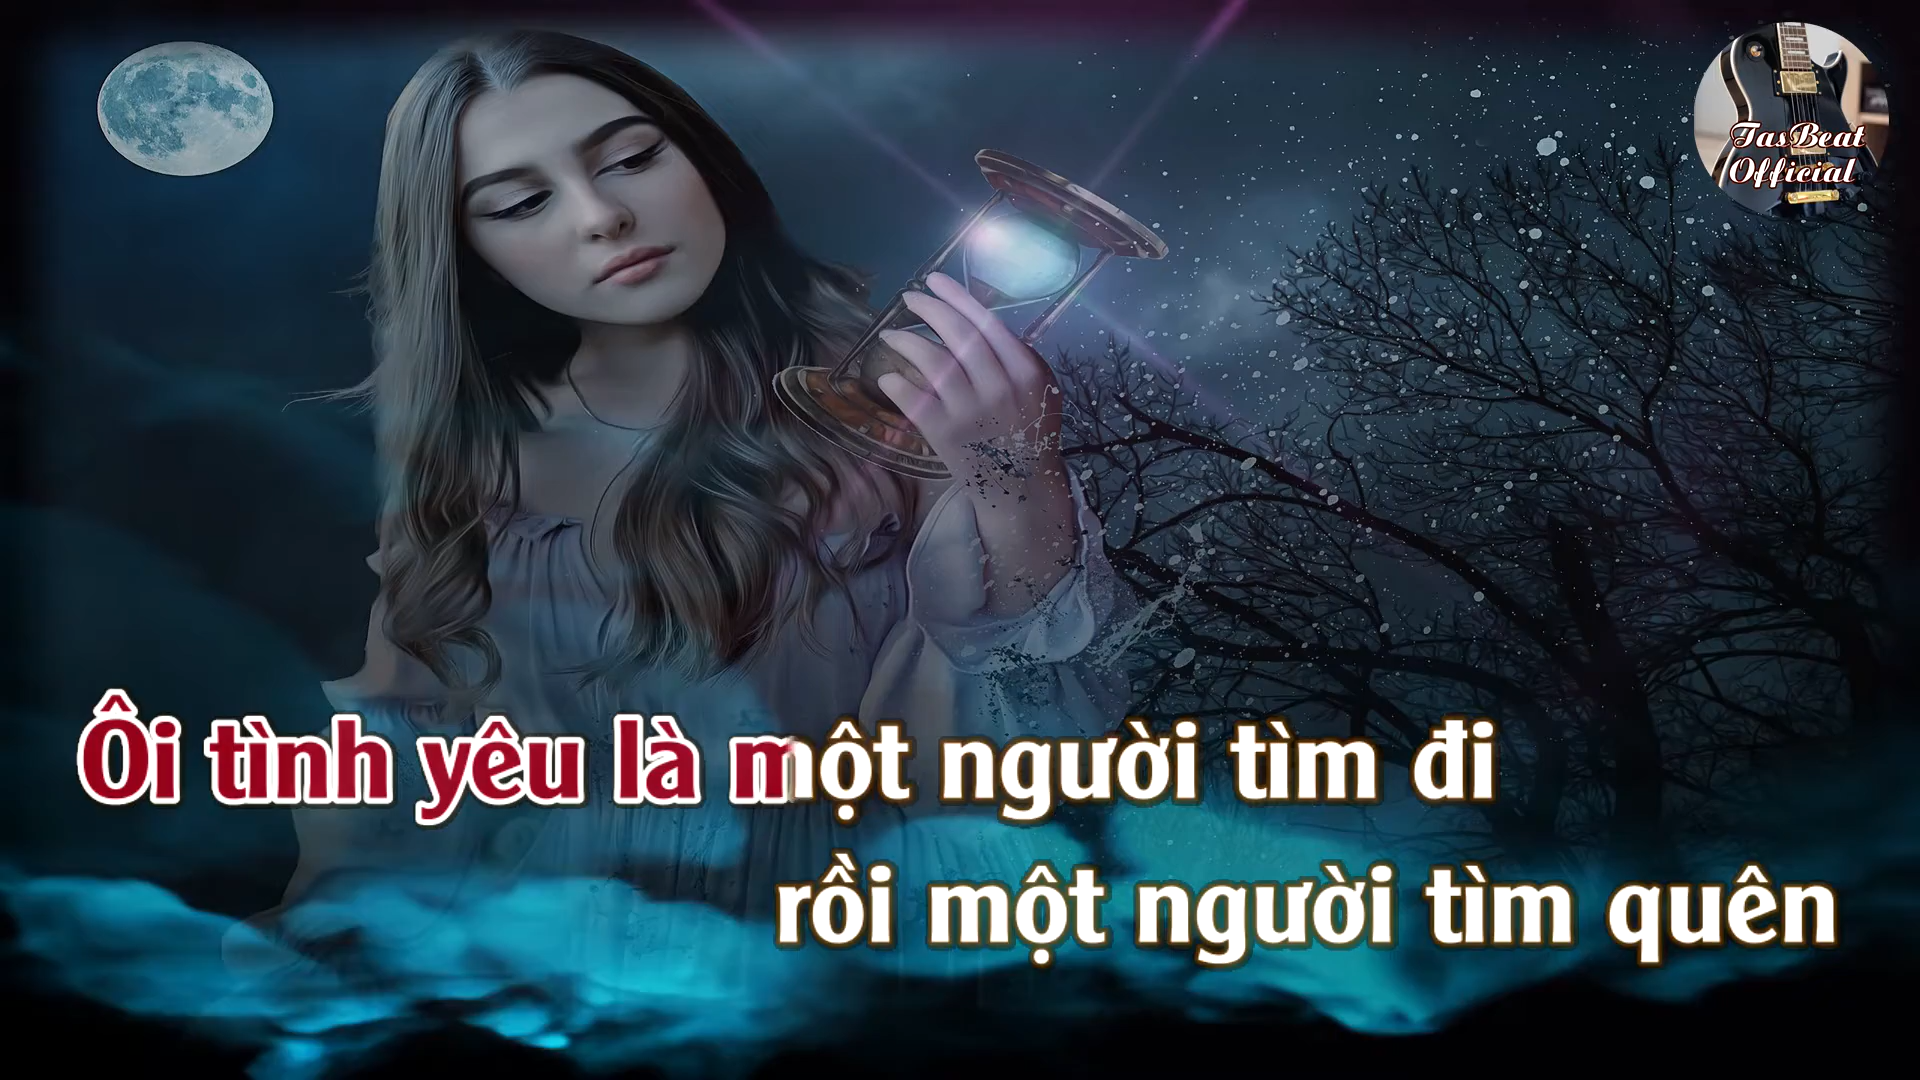 TasBeat
Official
Ôi tình yêu là một người tìm đi
rồi một người tìm quên